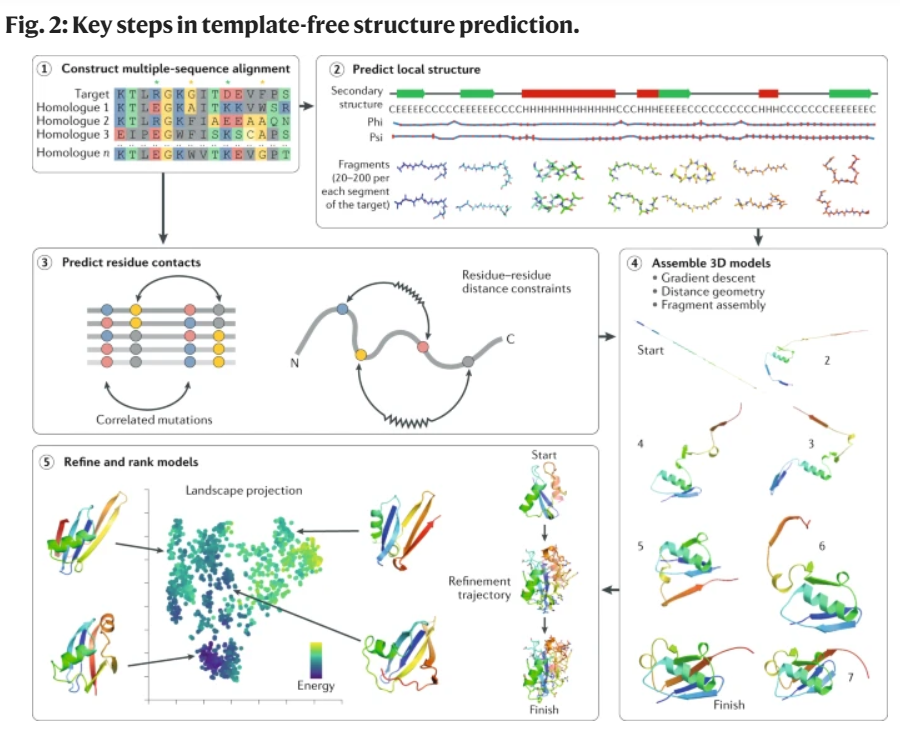 Fig. 2: Key steps in template-free structure prediction.
1 Construct multiple-sequence alignment
Target K T L R G K G I T D E V F P S
Homologue 1 K T L E G K A I T K K V W S R
Homologue 2 K T L R G K F I A E E A A Q N
Homologue 3 E I P E G W F I S K S C A P S
Homologue n K T L E G K W V T K E V G P T
2 Predict local structure
Secondary
structure
CEEEEECCCCCEEEEEECCCCHHHHHHHHHHHHHHHCCCHHHEEEEECCCCCCCCCCHHHCCCCCCCEEEEEEEC
Phi
Psi
Fragments
(20–200 per
each segment
of the target)
3 Predict residue contacts
Correlated mutations
Residue–residue
distance constraints
N
C
4 Assemble 3D models
• Gradient descent
• Distance geometry
• Fragment assembly
Start
2
4
3
5
6
Finish
7
5 Refine and rank models
Landscape projection
Energy
Start
Refinement
trajectory
Finish